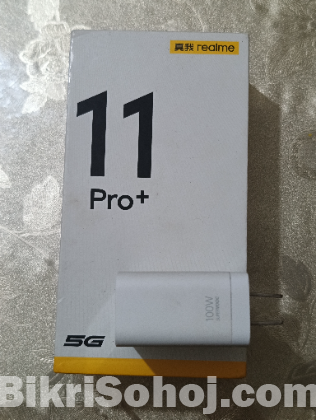 真我 realme
11
Pro+
100W
5G
BikriSohoj.com